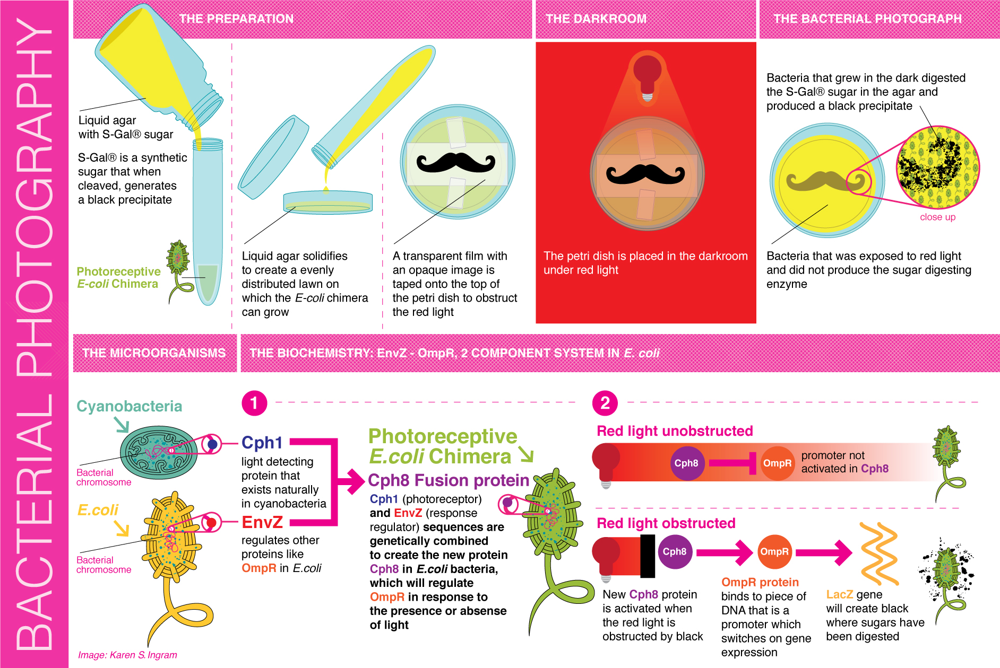 BACTERIAL PHOTOGRAPHY
THE PREPARATION
Liquid agar
with S-Gal® sugar
S-Gal® is a synthetic
sugar that when
cleaved, generates
a black precipitate
Photoreceptive
E-coli Chimera
Liquid agar solidifies
to create a evenly
distributed lawn on
which the E-coli chimera
can grow
A transparent film with
an opaque image is
taped onto the top of
the petri dish to obstruct
the red light
THE DARKROOM
The petri dish is placed in the darkroom
under red light
THE BACTERIAL PHOTOGRAPH
Bacteria that grew in the dark digested
the S-Gal® sugar in the agar and
produced a black precipitate
close up
Bacteria that was exposed to red light
and did not produce the sugar digesting
enzyme
THE MICROORGANISMS
Cyanobacteria
Bacterial
chromosome
E.coli
Bacterial
chromosome
Image: Karen S. Ingram
THE BIOCHEMISTRY: EnvZ - OmpR, 2 COMPONENT SYSTEM IN E. coli
1
Cph1
light detecting
protein that
exists naturally
in cyanobacteria
EnvZ
regulates other
proteins like
OmpR in E.coli
Photoreceptive
E.coli Chimera
Cph8 Fusion protein
Cph1 (photoreceptor)
and EnvZ (response
regulator) sequences are
genetically combined
to create the new protein
Cph8 in E.coli bacteria,
which will regulate
OmpR in response to
the presence or absense
of light
2
Red light unobstructed
Cph8
OmpR
promoter not
activated in Cph8
Red light obstructed
Cph8
OmpR
New Cph8 protein
is activated when
the red light is
obstructed by black
OmpR protein
binds to piece of
DNA that is a
promoter which
switches on gene
expression
LacZ gene
will create black
where sugars have
been digested